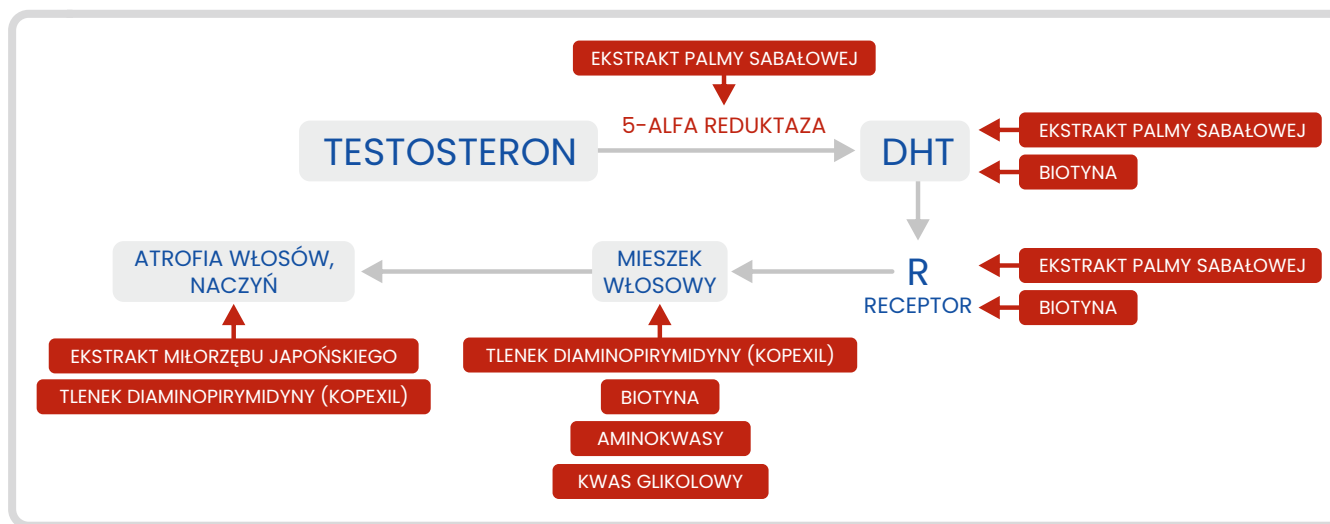 EKSTRAKT PALMY SABAŁOWEJ
5-ALFA REDUKTAZA
TESTOSTERON
DHT
EKSTRAKT PALMY SABAŁOWEJ
BIOTYNA
ATROFIA WŁOSÓW,
NACZYŃ
MIESZEK
WŁOSOWY
R
RECEPTOR
EKSTRAKT PALMY SABAŁOWEJ
BIOTYNA
EKSTRAKT MIŁORZĘBU JAPOŃSKIEGO
TLENEK DIAMINOPIRYMIDYNY (KOPEXIL)
TLENEK DIAMINOPIRYMIDYNY (KOPEXIL)
BIOTYNA
AMINOKWASY
KWAS GLIKOLOWY